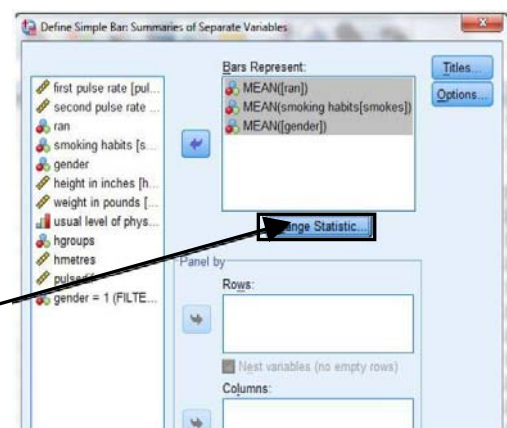 Define Simple Bar: Summaries of Separate Variables
first pulse rate [pul...
second pulse rate ...
ran
smoking habits [s...
gender
height in inches [h...
weight in pounds [...
usual level of phys...
hgroups
hmetres
gender = 1 (FILTE...
Bars Represent:
MEAN([ran])
MEAN(smoking habits[smokes])
MEAN([gender])
Statistic...
Panel by
Rows:
Nest variables (no empty rows)
Columns:
Titles...
Options...